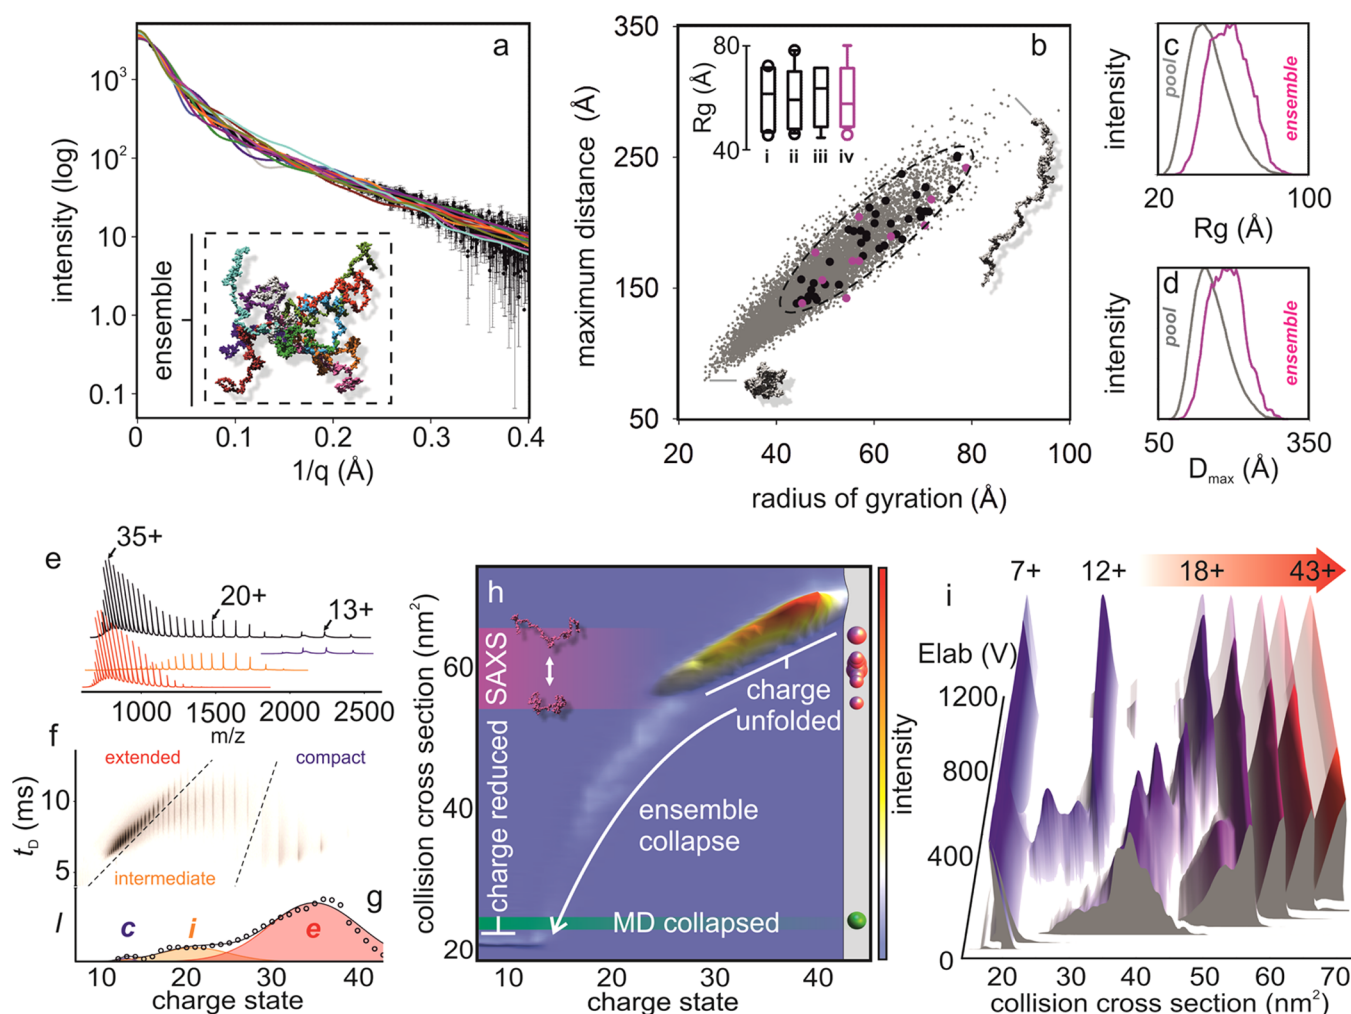 a
intensity (log)
10³
10²
10
1.0
0.1
ensemble
0
0.1
0.2
0.3
0.4
1/q (Å)
b
maximum distance (Å)
350
250
150
50
Rg (Å)
80
40
i
ii
iii
iv
20
40
60
80
100
radius of gyration (Å)
c
intensity
pool
ensemble
20
100
Rg (Å)
d
intensity
pool
ensemble
50
350
Dmax (Å)
e
35+
20+
13+
1000
1500
2000
2500
m/z
f
extended
compact
intermediate
tD (ms)
10
5
g
I
c
i
e
10
20
30
40
charge state
h
collision cross section (nm²)
60
40
20
SAXS
charge reduced
charge
unfolded
ensemble
collapse
MD collapsed
10
20
30
40
charge state
intensity
i
7+
12+
18+
43+
Elab (V)
1200
800
400
0
20
30
40
50
60
70
collision cross section (nm²)